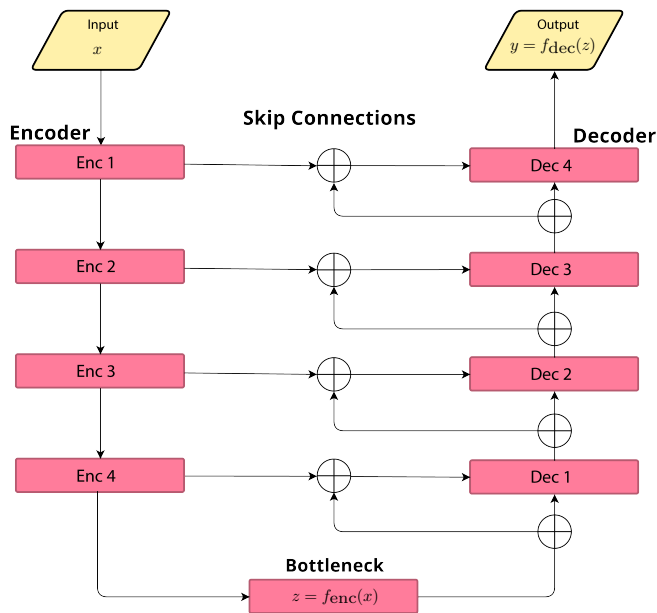 Input
x
Output
y = f_dec(z)
Skip Connections
Encoder
Decoder
Enc 1
Dec 4
Enc 2
Dec 3
Enc 3
Dec 2
Enc 4
Dec 1
Bottleneck
z = f_enc(x)